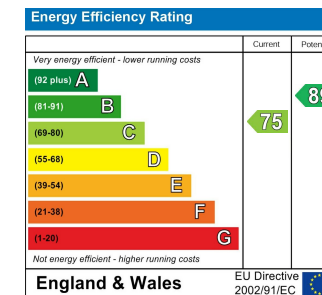 Energy Efficiency Rating
Current
Very energy efficient - lower running costs
(92 plus) A
(81-91) B
(69-80) C
75
(55-68) D
(39-54) E
(21-38) F
(1-20) G
Not energy efficient - higher running costs
England & Wales
EU Directive
2002/91/EC